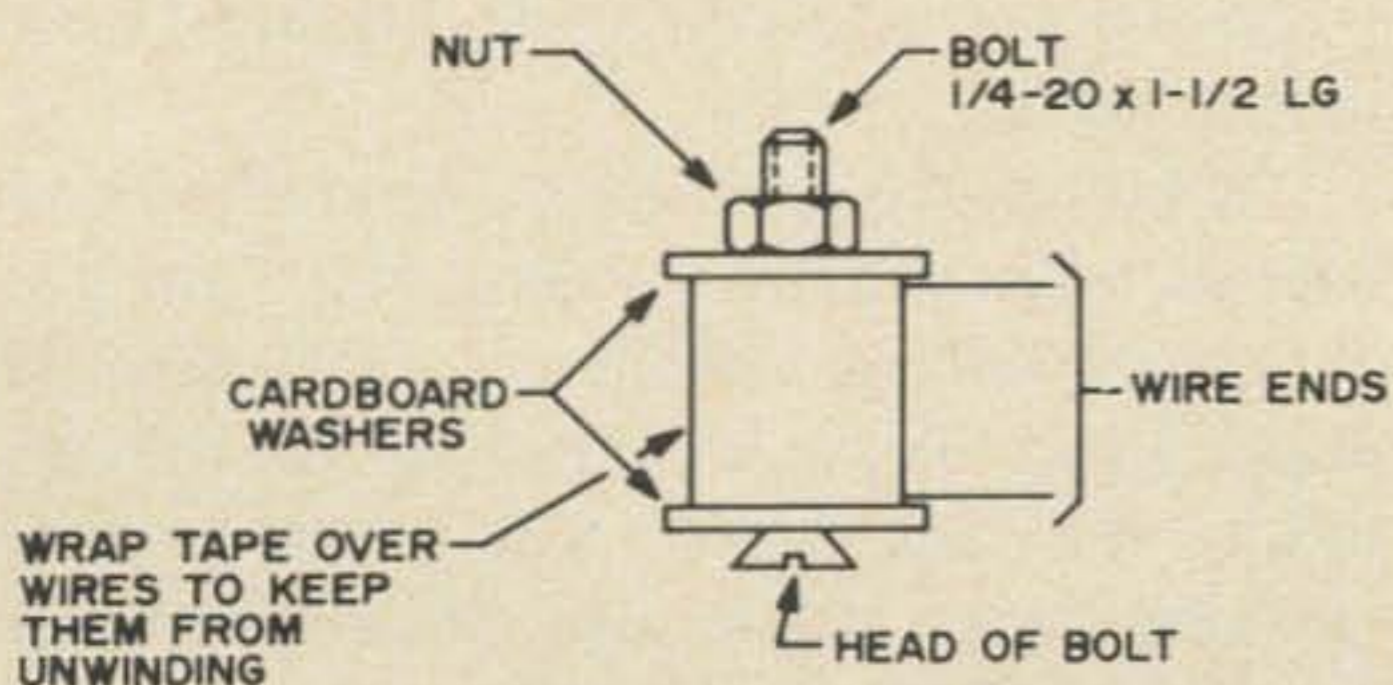 NUT
BOLT
1/4-20 x 1-1/2 LG
CARDBOARD
WASHERS
WIRE ENDS
WRAP TAPE OVER
WIRES TO KEEP
THEM FROM
UNWINDING
HEAD OF BOLT